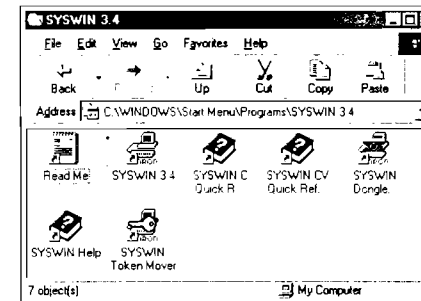 SYSWIN 3.4
File Edit View Go Favorites Help
Back Up Cut Copy Paste
Address C:\WINDOWS\Start Menu\Programs\SYSWIN 3.4
Read Me SYSWIN 3.4 SYSWIN C SYSWIN CV SYSWIN
Quick R Quick Ref. Dongle.
SYSWIN Help SYSWIN
Token Mover
7 object(s) My Computer